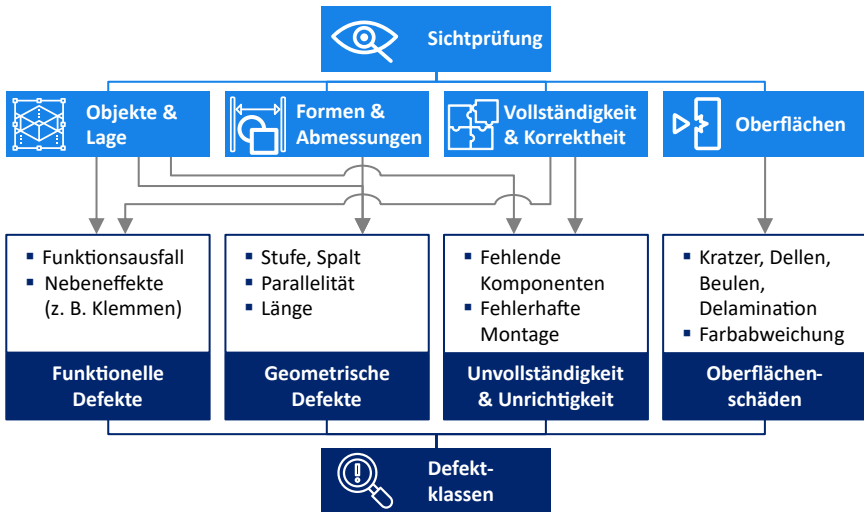 Sichtprüfung
Objekte &
Lage
Formen &
Abmessungen
Vollständigkeit
& Korrektheit
Oberflächen
▪ Funktionsausfall
▪ Nebeneffekte
(z. B. Klemmen)
▪ Stufe, Spalt
▪ Parallelität
▪ Länge
▪ Fehlende
Komponenten
▪ Fehlerhafte
Montage
▪ Kratzer, Dellen,
Beulen,
Delamination
▪ Farbabweichung
Funktionelle
Defekte
Geometrische
Defekte
Unvollständigkeit
& Unrichtigkeit
Oberflächen-
schäden
Defekt-
klassen